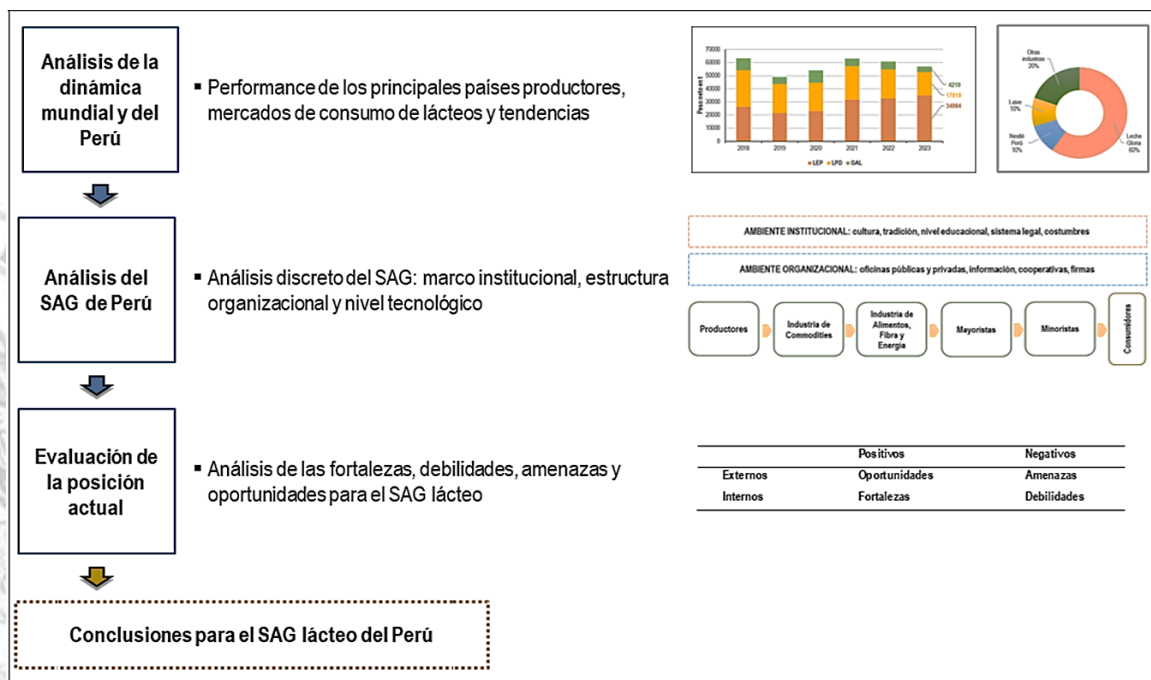 Análisis de la
dinámica
mundial y del
Perú
▪ Performance de los principales países productores,
mercados de consumo de lácteos y tendencias
70000
60000
50000
40000
30000
20000
10000
0
Peso neto en t
2018
2019
2020
2021
2022
2023
4210
34984
LEP
LPD
GAL
Otras
industrias
20%
Laive
10%
Nestlé
Perú
10%
Leche
Gloria
60%
Análisis del
SAG de Perú
▪ Análisis discreto del SAG: marco institucional, estructura
organizacional y nivel tecnológico
AMBIENTE INSTITUCIONAL: cultura, tradición, nivel educacional, sistema legal, costumbres
AMBIENTE ORGANIZACIONAL: oficinas públicas y privadas, información, cooperativas, firmas
Productores
Industria de
Commodities
Industria de
Alimentos,
Fibra y
Energía
Mayoristas
Minoristas
Consumidores
Evaluación de
la posición
actual
▪ Análisis de las fortalezas, debilidades, amenazas y
oportunidades para el SAG lácteo
Positivos Negativos
Externos Oportunidades Amenazas
Internos Fortalezas Debilidades
Conclusiones para el SAG lácteo del Perú